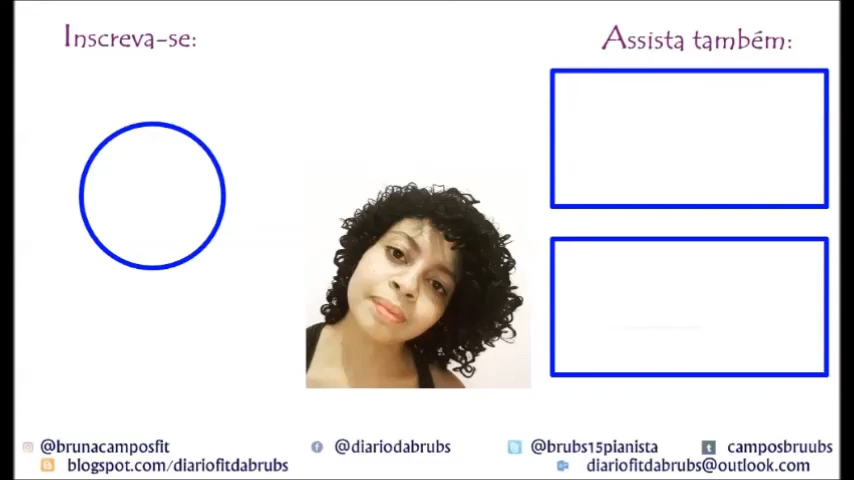 Inscreva-se:
Assista também:
@brunacamposfit
@diariodabrubs
@brubs15pianista
camposbruubs
blogspot.com/diariofitdabrubs
diariofitdabrubs@outlook.com